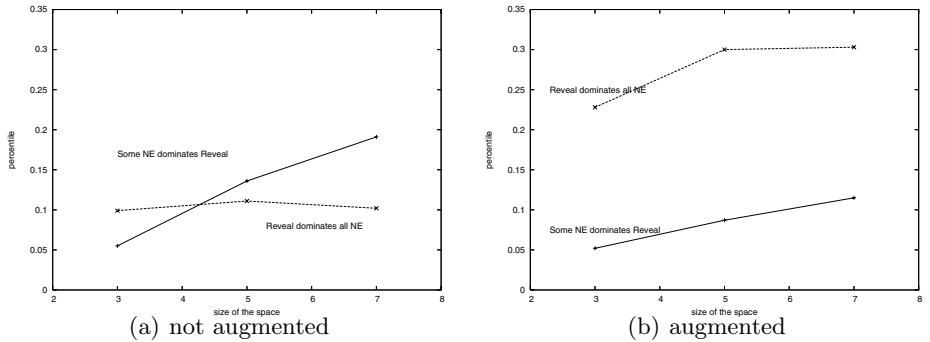 0.35
0.3
0.25
0.2
0.15
0.1
0.05
0
percentile
Some NE dominates Reveal
Reveal dominates all NE
2 3 4 5 6 7 8
size of the space
(a) not augmented
0.35
0.3
0.25
0.2
0.15
0.1
0.05
0
percentile
Reveal dominates all NE
Some NE dominates Reveal
2 3 4 5 6 7 8
size of the space
(b) augmented